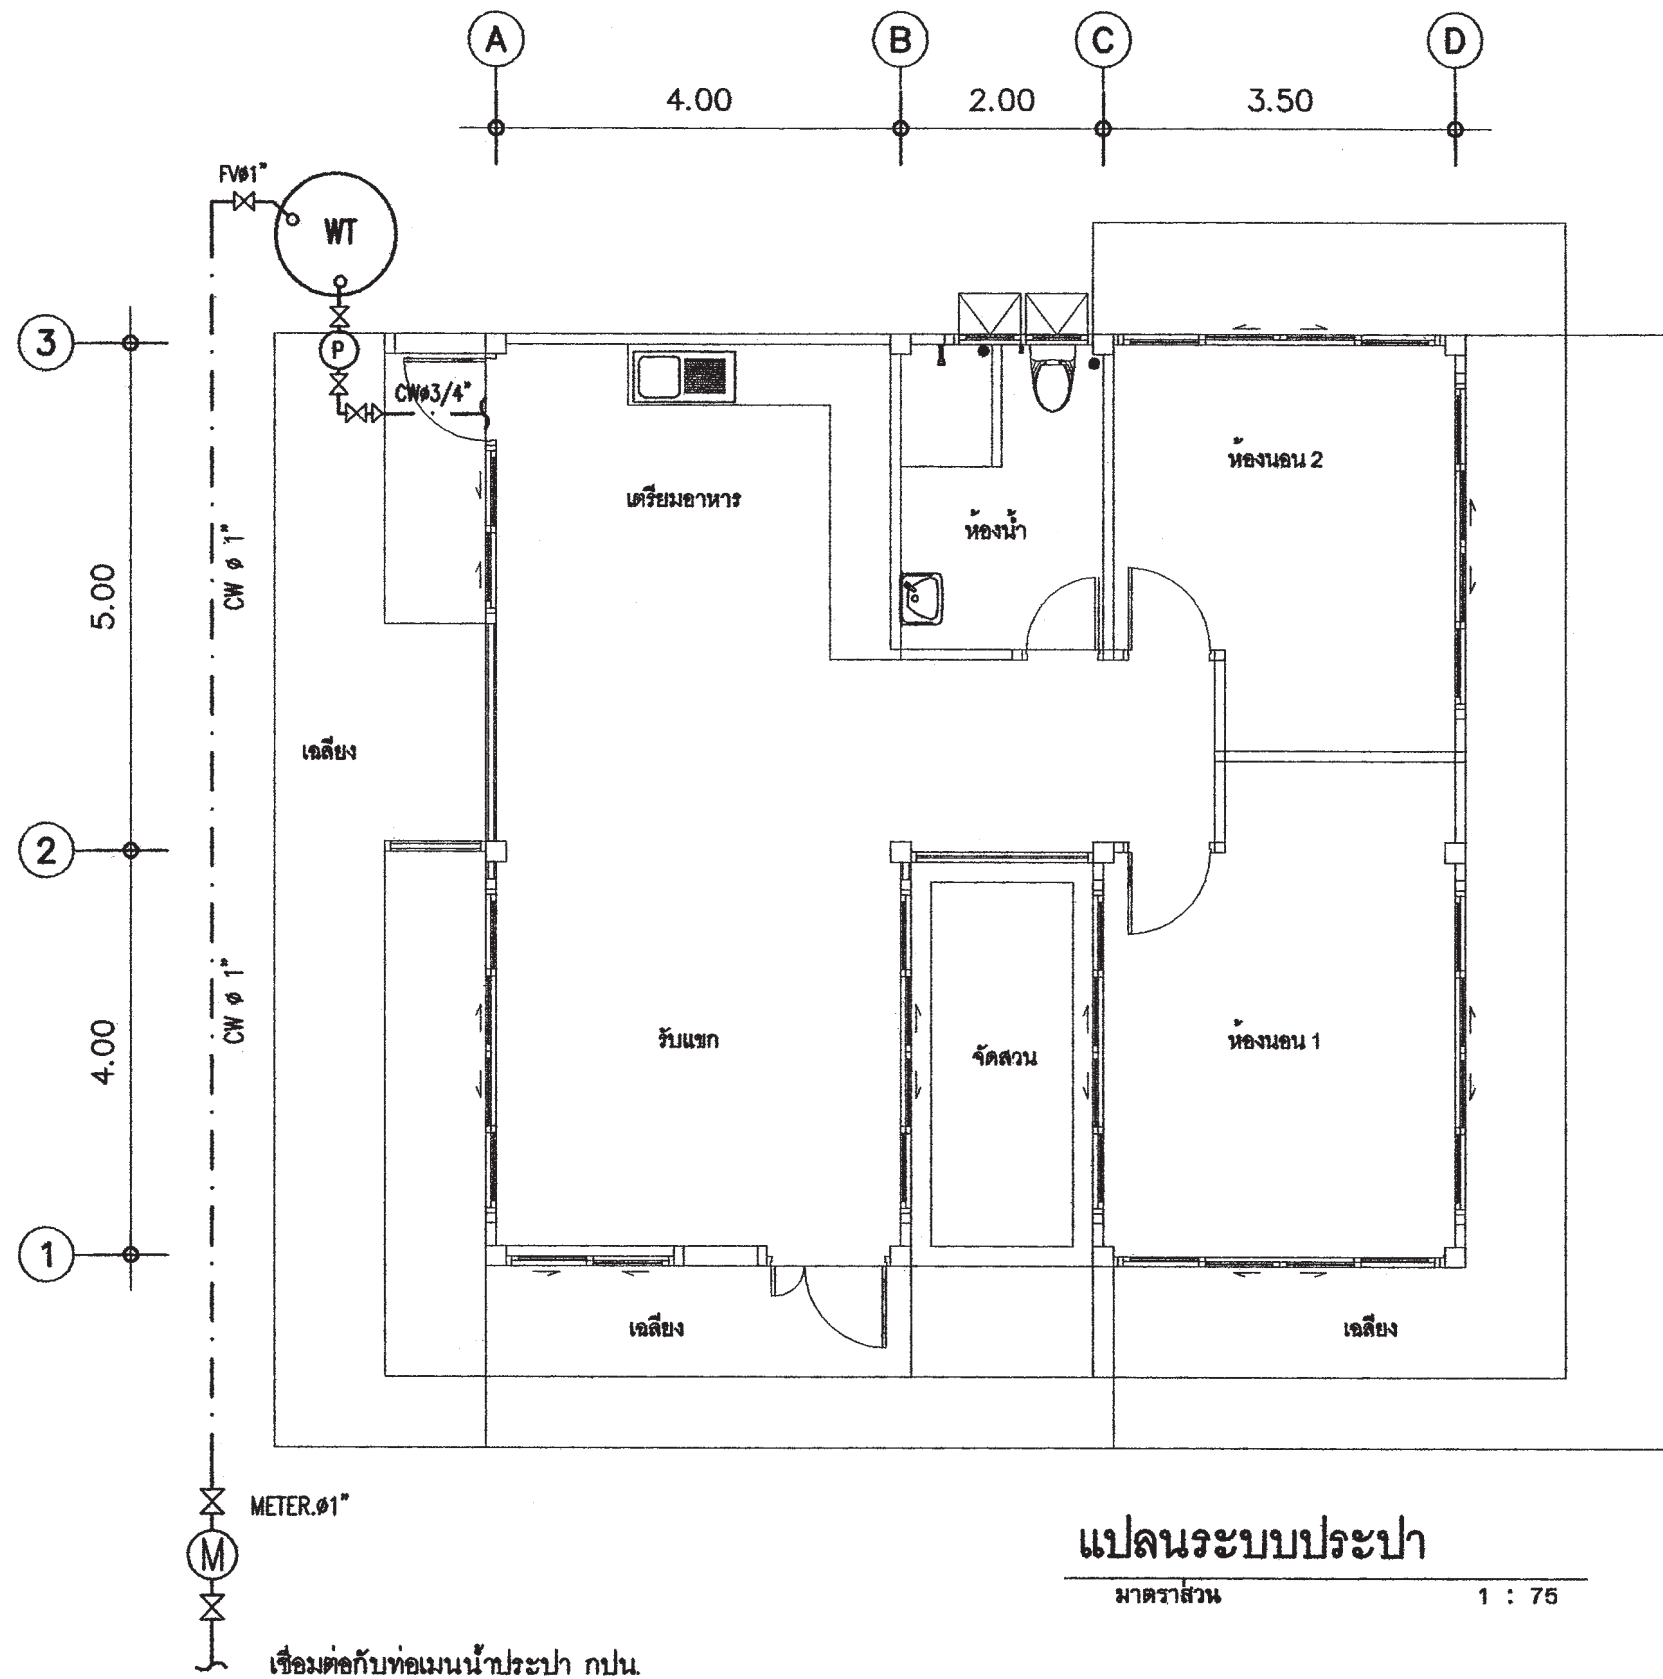 A B C D
4.00 2.00 3.50
FVø1"
WT
3
P
CWø3/4"
ห้องนอน 2
เตรียมอาหาร
ห้องน้ำ
CW ø 1"
5.00
เฉลียง
2
CW ø 1"
4.00
รับแขก
จัดสวน
ห้องนอน 1
1
เฉลียง
เฉลียง
METER.ø1"
M
แปลนระบบประปา
มาตราส่วน 1 : 75
เชื่อมต่อกับท่อเมนน้ำประปา กปน.